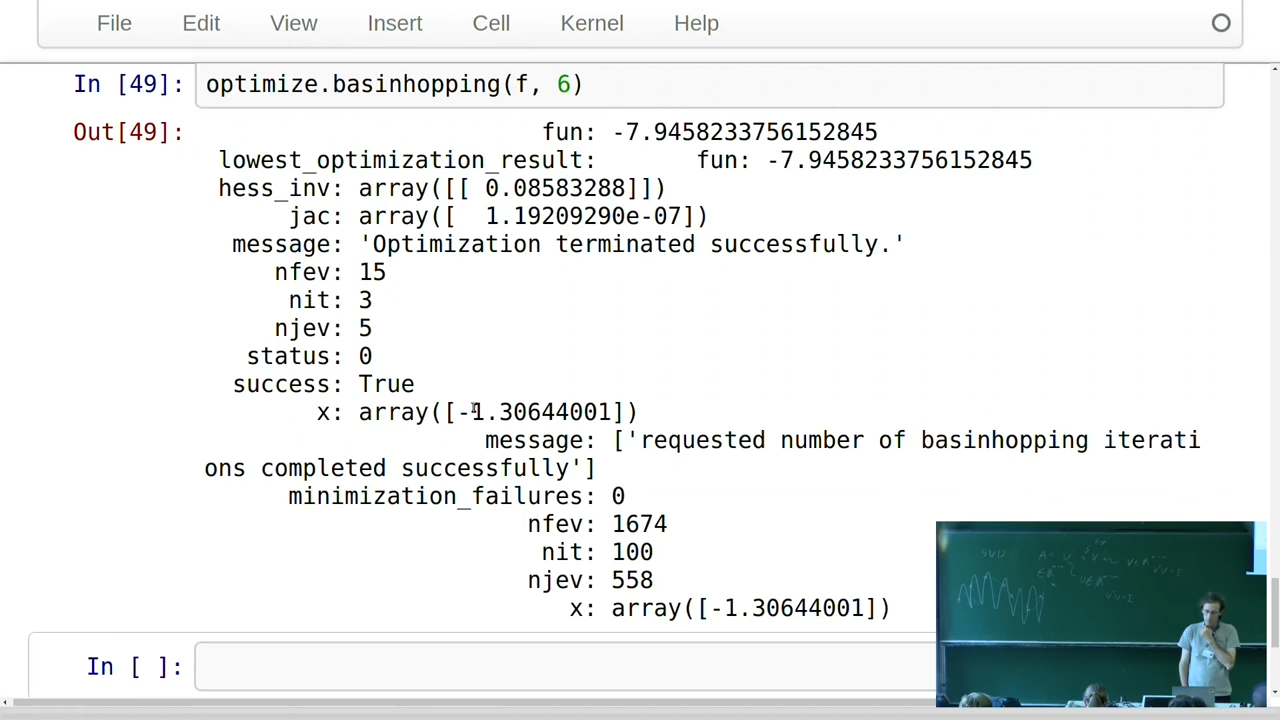 File Edit View Insert Cell Kernel Help
In [49]: optimize.basinhopping(f, 6)
Out[49]: fun: -7.9458233756152845
lowest_optimization_result: fun: -7.9458233756152845
hess_inv: array([[ 0.08583288]])
jac: array([ 1.19209290e-07])
message: 'Optimization terminated successfully.'
nfev: 15
nit: 3
njev: 5
status: 0
success: True
x: array([-1.30644001])
message: ['requested number of basinhopping iterati
ons completed successfully']
minimization_failures: 0
nfev: 1674
nit: 100
njev: 558
x: array([-1.30644001])
In [ ]:
SVD